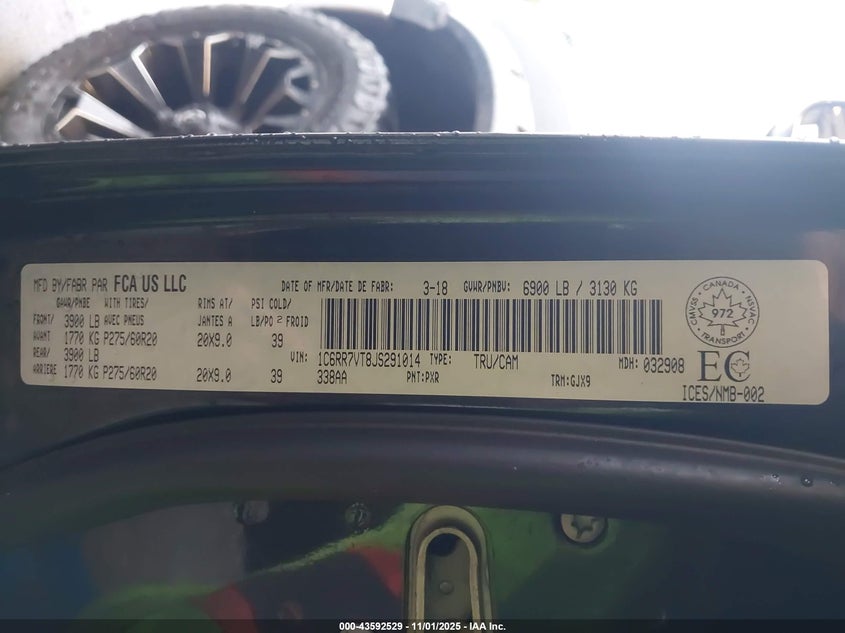 MFD BY/FABR PAR FCA US LLC DATE OF MFR/DATE DE FABR: 3-18 GVWR/PNBV: 6900 LB / 3130 KG
GAWR/PNBE WITH TIRES/ RIMS AT/ PSI COLD/
FRONT/ 3900 LB AVEC PNEUS JANTES A LB/PO 2 FROID
AVANT 1770 KG P275/60R20 20X9.0 39
REAR/ 3900 LB
ARRIERE 1770 KG P275/60R20 20X9.0 39
VIN: 1C6RR7VT8JS291014 TYPE: TRU/CAM MDH: 032908
338AA PNT:PXR TRM:GJX9
CMVSS CANADA NSVAC
972
TRANSPORT
EC
ICES/NMB-002
000-43592529 | 11/01/2025 | IAA Inc.